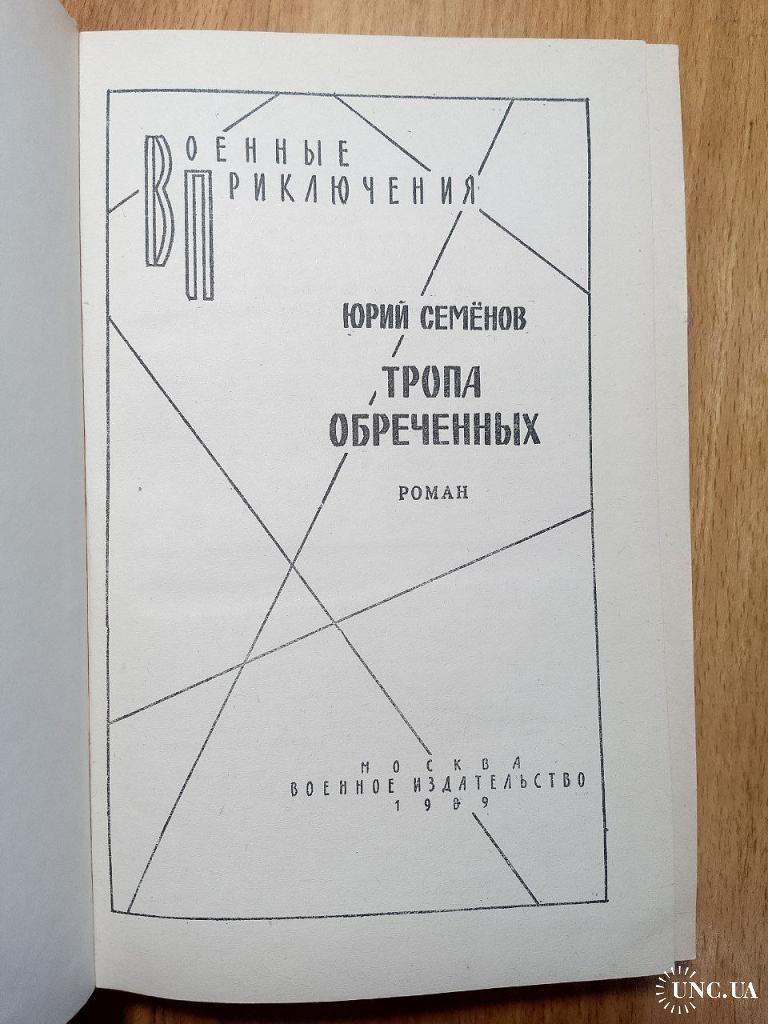 Военные
Приключения
ЮРИЙ СЕМЁНОВ
ТРОПА
ОБРЕЧЕННЫХ
РОМАН
МОСКВА
ВОЕННОЕ ИЗДАТЕЛЬСТВО
1989
UNC.UA